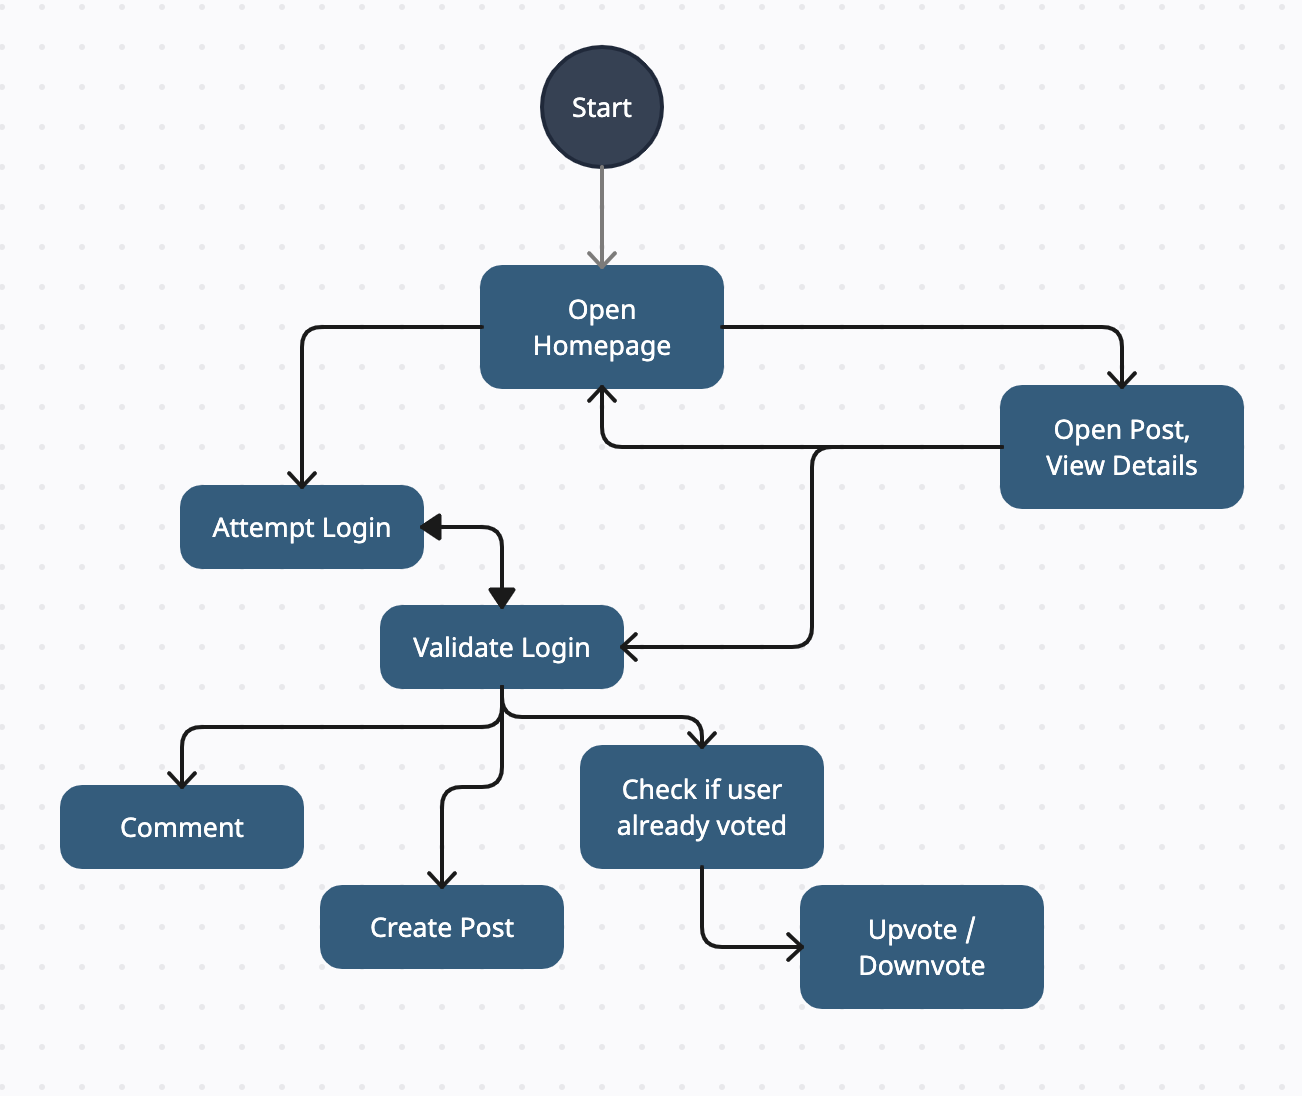 Start
Open
Homepage
Open Post,
View Details
Attempt Login
Validate Login
Check if user
already voted
Comment
Create Post
Upvote /
Downvote